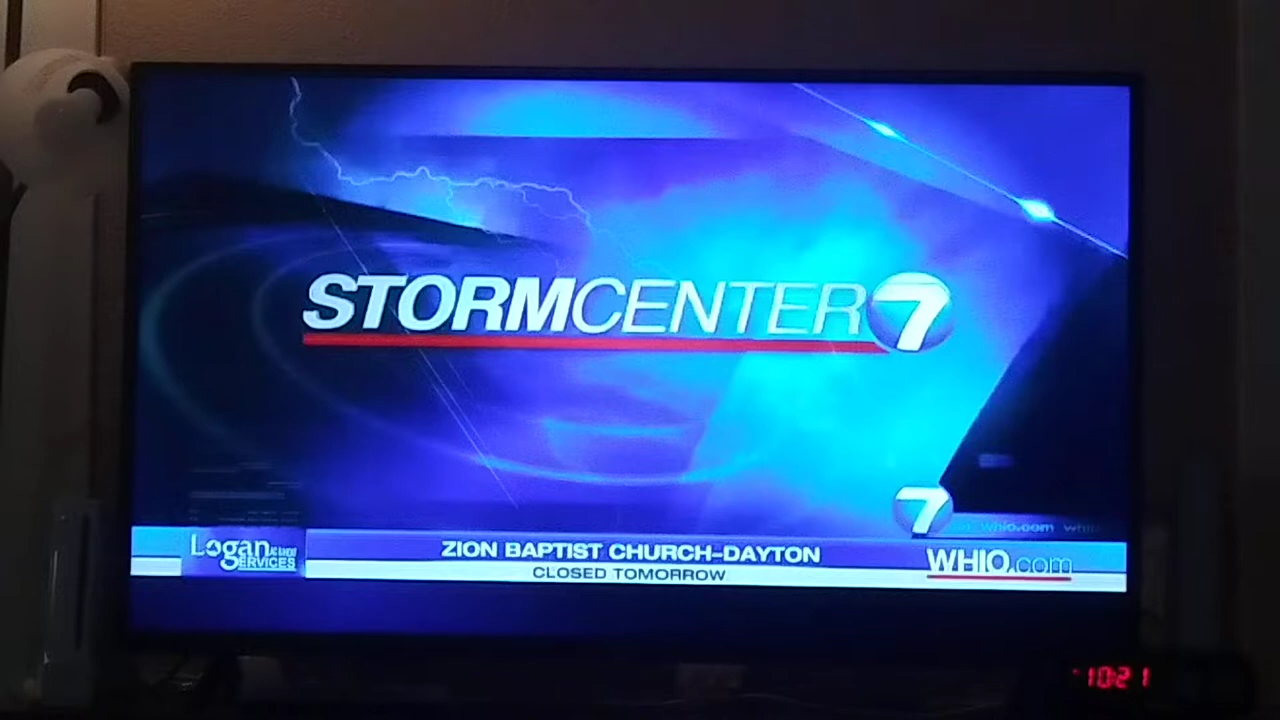 STORMCENTER 7
7
whio.com
Logan
SERVICES
ZION BAPTIST CHURCH-DAYTON
CLOSED TOMORROW
WHIO.com
10:21